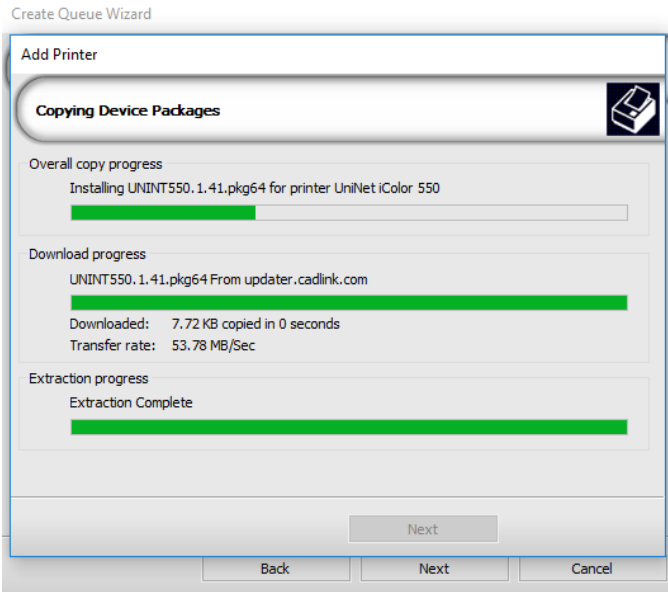 Create Queue Wizard
Add Printer
Copying Device Packages
Overall copy progress
Installing UNINT550.1.41.pkg64 for printer UniNet iColor 550
Download progress
UNINT550.1.41.pkg64 From updater.cadlink.com
Downloaded: 7.72 KB copied in 0 seconds
Transfer rate: 53.78 MB/Sec
Extraction progress
Extraction Complete
Next
Back Next Cancel